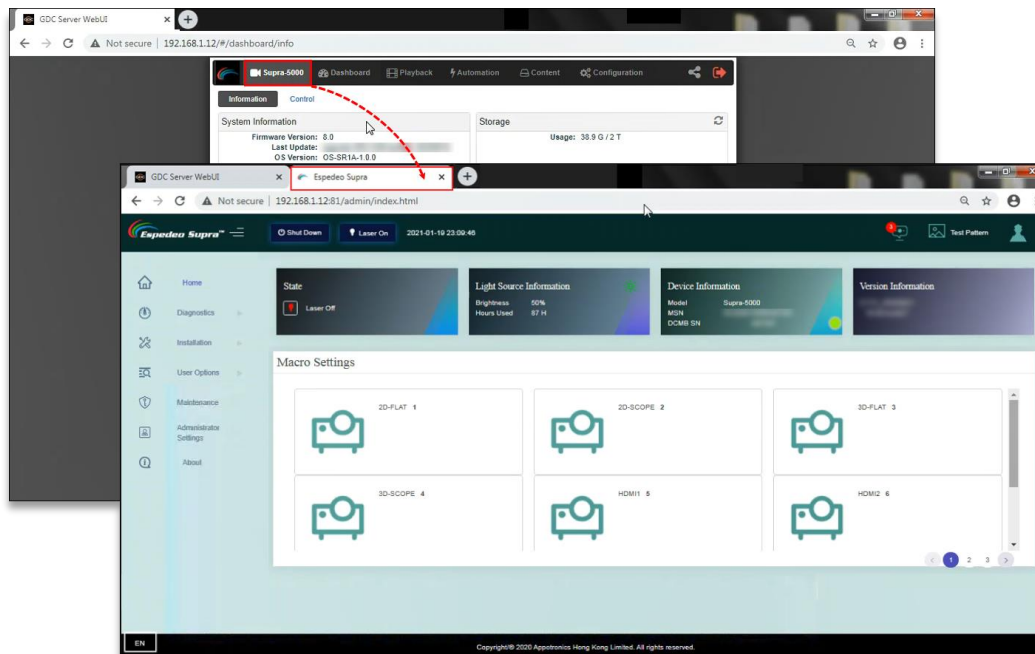 GDC Server WebUI
Not secure | 192.168.1.12/#/dashboard/info
Supra-5000 Dashboard Playback Automation Content Configuration
Information Control
System Information
Firmware Version: 8.0
Last Update:
OS Version: OS-SR1A-1.0.0
Storage
Usage: 38.9 G / 2 T
GDC Server WebUI Espedeo Supra
Not secure | 192.168.1.12:81/admin/index.html
Espedeo Supra™ Shut Down Laser On 2021-01-19 23:09:46 3 Test Pattern
Home
Diagnostics
Installation
User Options
Maintenance
Administrator
Settings
About
State
Laser Off
Light Source Information
Brightness 50%
Hours Used 87 H
Device Information
Model Supra-5000
MSN
DCMB SN
Version Information
Macro Settings
2D-FLAT 1
2D-SCOPE 2
3D-FLAT 3
3D-SCOPE 4
HDMI1 5
HDMI2 6
< 1 2 3 >
EN
Copyright® 2020 Appotronics Hong Kong Limited. All rights reserved.